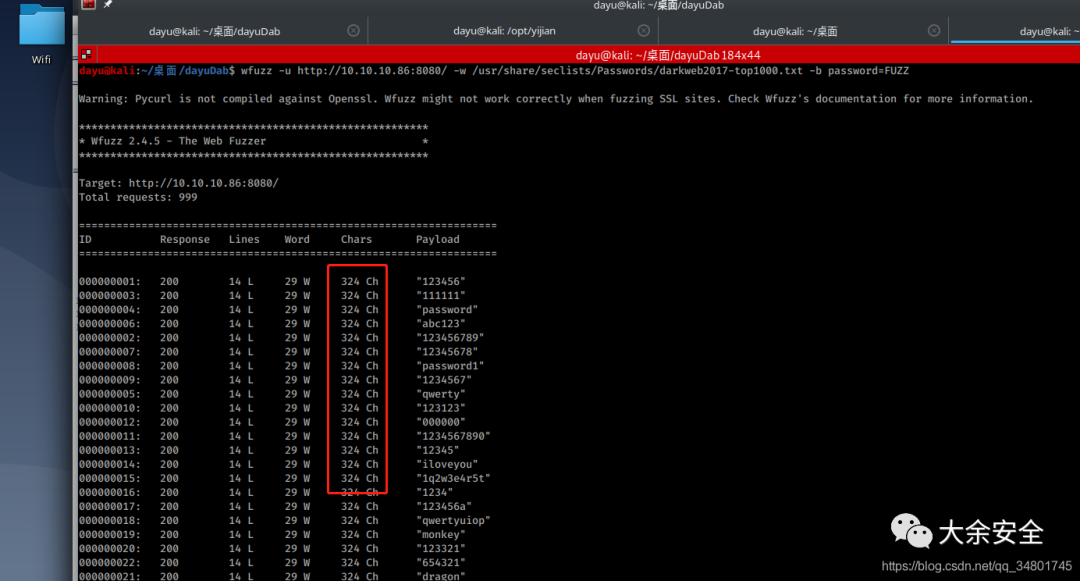 dayu@kali: ~/桌面/dayuDab
dayu@kali: ~/桌面/dayuDab
dayu@kali: /opt/yijian
dayu@kali: ~/桌面
dayu@kali: ~
Wifi
dayu@kali: ~/桌面/dayuDab 184x44
dayu@kali:~/桌面/dayuDab$ wfuzz -u http://10.10.10.86:8080/ -w /usr/share/seclists/Passwords/darkweb2017-top1000.txt -b password=FUZZ
Warning: Pycurl is not compiled against Openssl. Wfuzz might not work correctly when fuzzing SSL sites. Check Wfuzz's documentation for more information.
********************************************************
* Wfuzz 2.4.5 - The Web Fuzzer                         *
********************************************************
Target: http://10.10.10.86:8080/
Total requests: 999
===================================================================
ID           Response   Lines    Word     Chars       Payload
===================================================================
000000001:   200        14 L     29 W     324 Ch      "123456"
000000003:   200        14 L     29 W     324 Ch      "111111"
000000004:   200        14 L     29 W     324 Ch      "password"
000000006:   200        14 L     29 W     324 Ch      "abc123"
000000002:   200        14 L     29 W     324 Ch      "123456789"
000000007:   200        14 L     29 W     324 Ch      "12345678"
000000008:   200        14 L     29 W     324 Ch      "password1"
000000009:   200        14 L     29 W     324 Ch      "1234567"
000000005:   200        14 L     29 W     324 Ch      "qwerty"
000000010:   200        14 L     29 W     324 Ch      "123123"
000000012:   200        14 L     29 W     324 Ch      "000000"
000000011:   200        14 L     29 W     324 Ch      "1234567890"
000000013:   200        14 L     29 W     324 Ch      "12345"
000000014:   200        14 L     29 W     324 Ch      "iloveyou"
000000015:   200        14 L     29 W     324 Ch      "1q2w3e4r5t"
000000016:   200        14 L     29 W     324 Ch      "1234"
000000017:   200        14 L     29 W     324 Ch      "123456a"
000000018:   200        14 L     29 W     324 Ch      "qwertyuiop"
000000019:   200        14 L     29 W     324 Ch      "monkey"
000000020:   200        14 L     29 W     324 Ch      "123321"
000000022:   200        14 L     29 W     324 Ch      "654321"
000000021:   200        14 L     29 W     324 Ch      "dragon"
大余安全
https://blog.csdn.net/qq_34801745